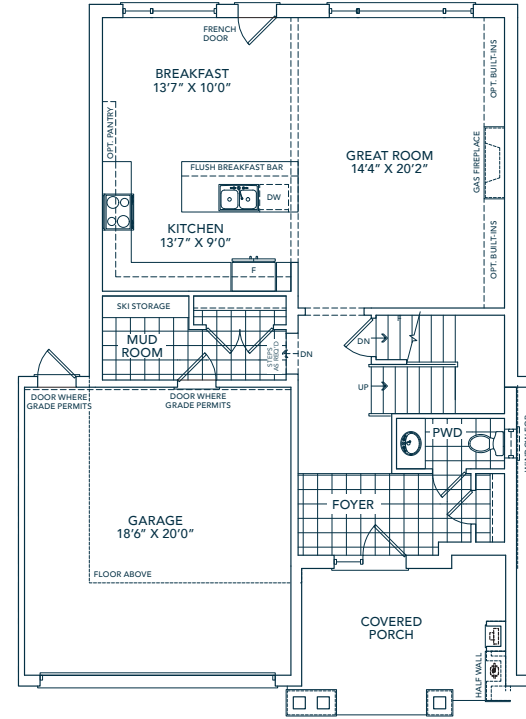 FRENCH
DOOR
BREAKFAST
13'7" X 10'0"
OPT. BUILT-INS
OPT. PANTRY
FLUSH BREAKFAST BAR
GREAT ROOM
14'4" X 20'2"
GAS FIREPLACE
DW
KITCHEN
13'7" X 9'0"
OPT. BUILT-INS
F
SKI STORAGE
MUD
ROOM
STEPS
AS REQ'D
DN
DN
UP
DOOR WHERE
GRADE PERMITS
DOOR WHERE
GRADE PERMITS
PWD
FOYER
GARAGE
18'6" X 20'0"
FLOOR ABOVE
COVERED
PORCH
HALF WALL